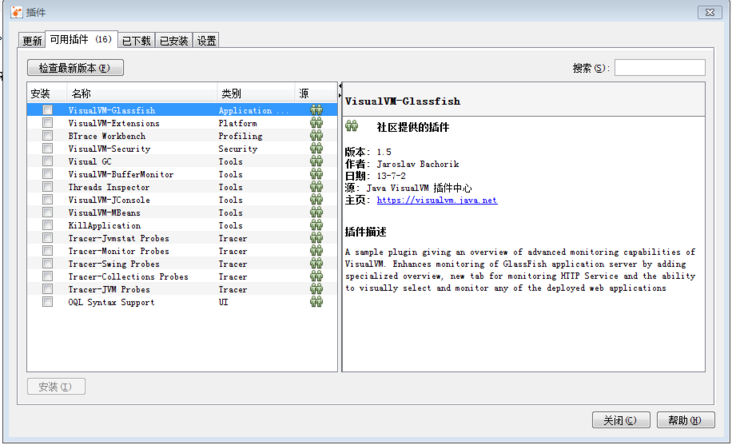 插件
更新 可用插件 (16) 已下载 已安装 设置
检查最新版本(F) 搜索(S):
安装 名称 类别 源
VisualVM-Glassfish Application ...
VisualVM-Extensions Platform
BTrace Workbench Profiling
VisualVM-Security Security
Visual GC Tools
VisualVM-BufferMonitor Tools
Threads Inspector Tools
VisualVM-JConsole Tools
VisualVM-MBeans Tools
KillApplication Tools
Tracer-Jvmstat Probes Tracer
Tracer-Monitor Probes Tracer
Tracer-Swing Probes Tracer
Tracer-Collections Probes Tracer
Tracer-JVM Probes Tracer
OQL Syntax Support UI
VisualVM-Glassfish
社区提供的插件
版本: 1.5
作者: Jaroslav Bachorik
日期: 13-7-2
源: Java VisualVM 插件中心
主页: https://visualvm.java.net
插件描述
A sample plugin giving an overview of advanced monitoring capabilities of
VisualVM. Enhances monitoring of GlassFish application server by adding
specialized overview, new tab for monitoring HTTP Service and the ability
to visually select and monitor any of the deployed web applications
安装(I)
关闭(C) 帮助(H)